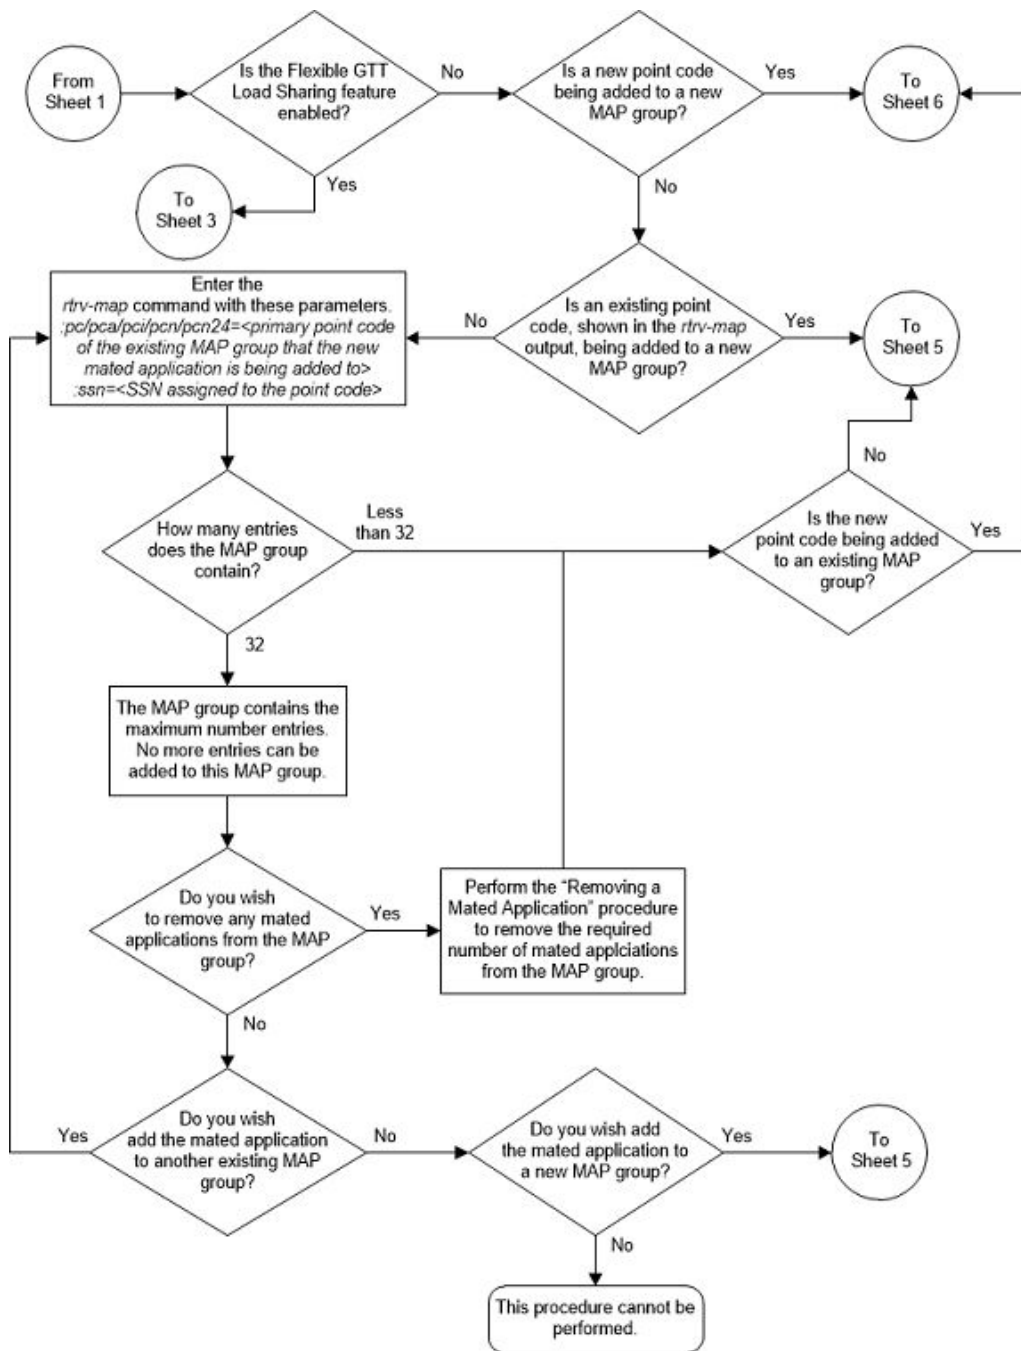 From
Sheet 1
Is the Flexible GTT
Load Sharing feature
enabled?
No
Is a new point code
being added to a new
MAP group?
Yes
To
Sheet 6
Yes
To
Sheet 3
No
Enter the
rtrv-map command with these parameters.
:pc/pca/pci/pcn/pcn24=<primary point code
of the existing MAP group that the new
mated application is being added to>
:ssn=<SSN assigned to the point code>
No
Is an existing point
code, shown in the rtrv-map
output, being added to a new
MAP group?
Yes
To
Sheet 5
No
How many entries
does the MAP group
contain?
Less
than 32
Is the new
point code being added
to an existing MAP
group?
Yes
32
The MAP group contains the
maximum number entries.
No more entries can be
added to this MAP group.
Do you wish
to remove any mated
applications from the MAP
group?
Yes
Perform the “Removing a
Mated Application” procedure
to remove the required
number of mated applciations
from the MAP group.
No
Yes
Do you wish
add the mated application
to another existing MAP
group?
No
Do you wish add
the mated application to
a new MAP group?
Yes
To
Sheet 5
No
This procedure cannot be
performed.